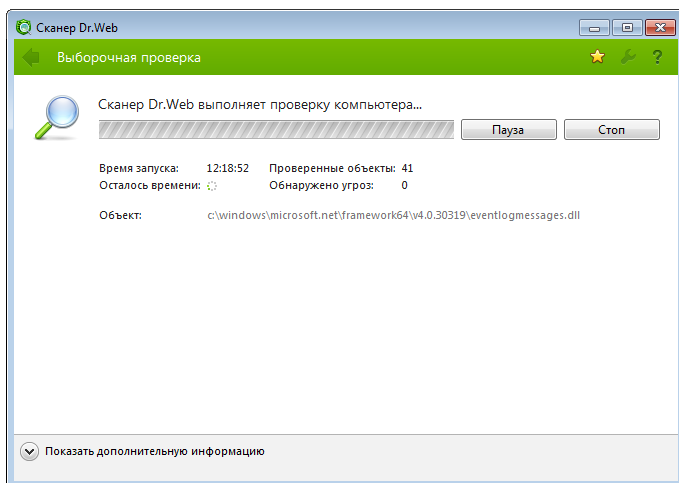 Сканер Dr.Web
Выборочная проверка
?
Сканер Dr.Web выполняет проверку компьютера...
Пауза
Стоп
Время запуска: 12:18:52 Проверенные объекты: 41
Осталось времени: Обнаружено угроз: 0
Объект: c:\windows\microsoft.net\framework64\v4.0.30319\eventlogmessages.dll
Показать дополнительную информацию